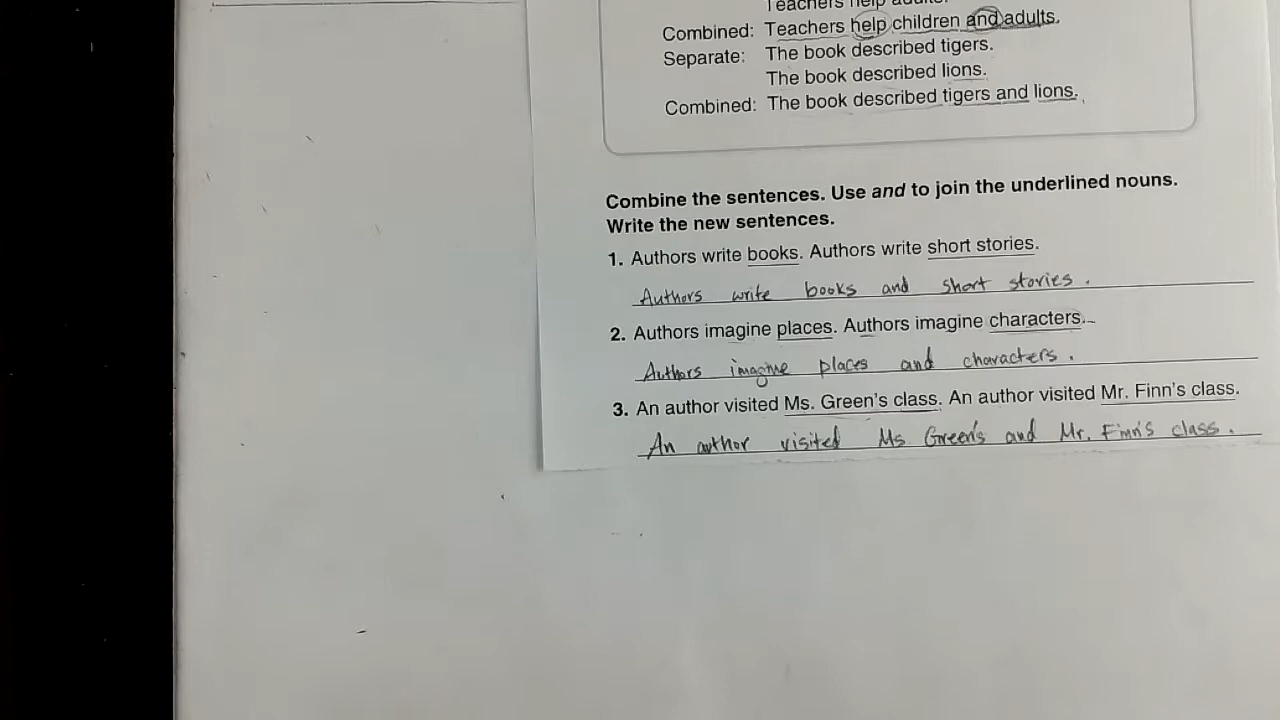 Teachers help adults.
Combined: Teachers help children and adults.
Separate: The book described tigers.
The book described lions.
Combined: The book described tigers and lions.
Combine the sentences. Use and to join the underlined nouns.
Write the new sentences.
1. Authors write books. Authors write short stories.
Authors write books and short stories.
2. Authors imagine places. Authors imagine characters.
Authors imagine places and characters.
3. An author visited Ms. Green's class. An author visited Mr. Finn's class.
An author visited Ms Green's and Mr. Finn's class.